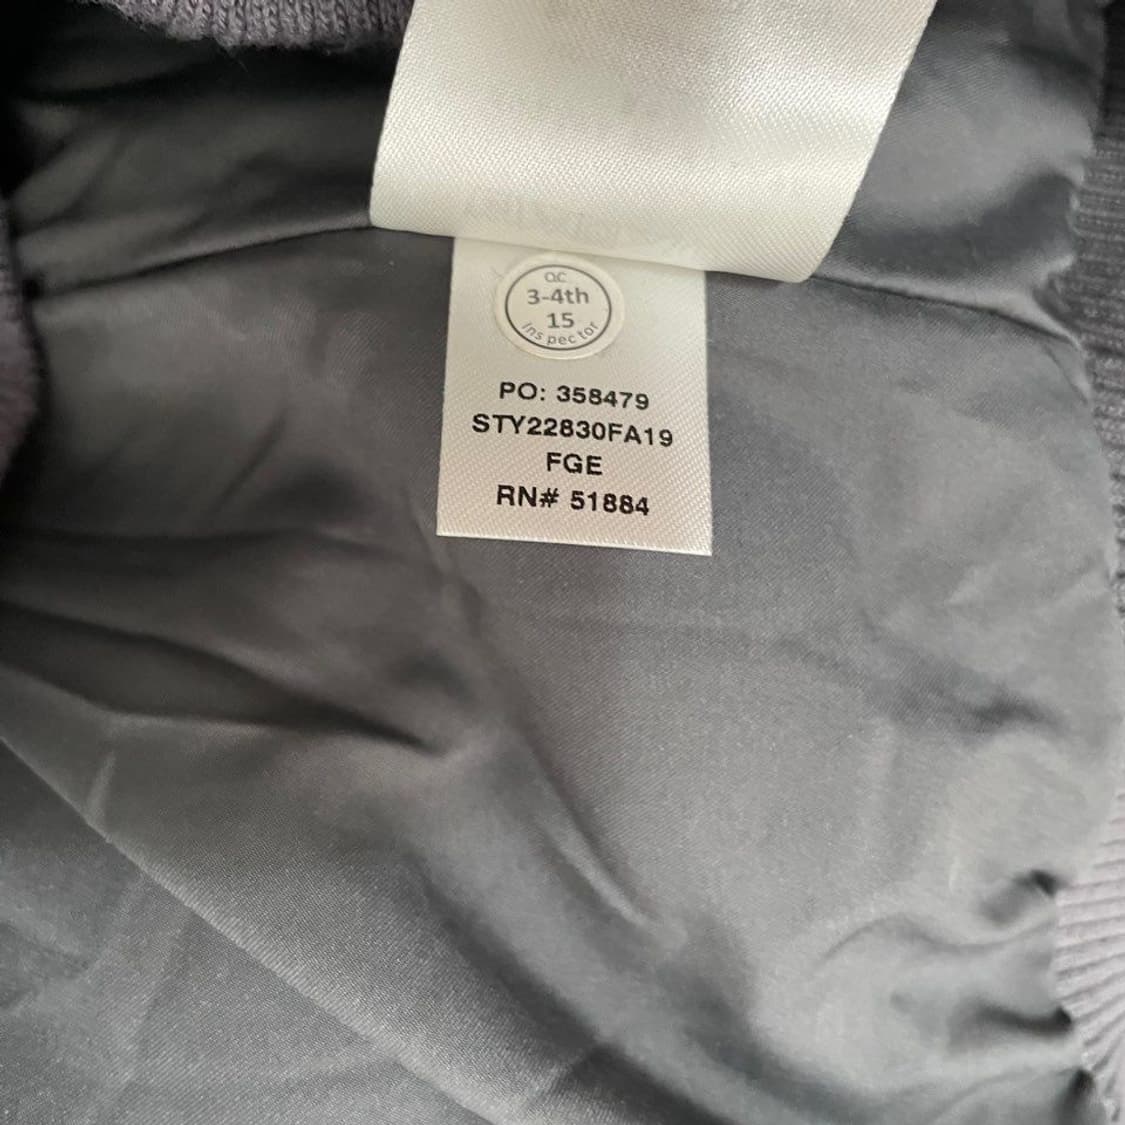 QC
3-4th
15
Inspector
PO: 358479
STY22830FA19
FGE
RN# 51884